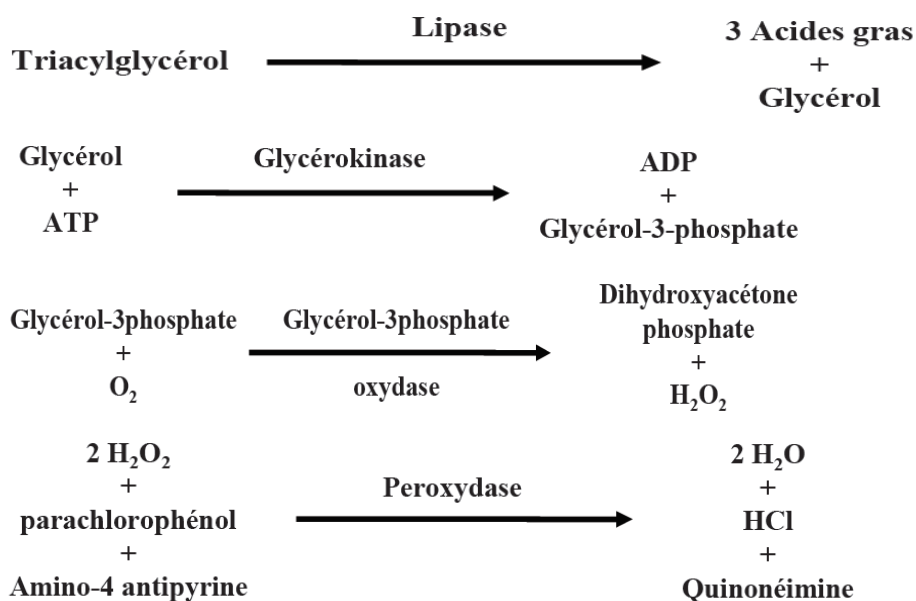 Lipase
Triacylglycérol
3 Acides gras
+
Glycérol
Glycérol
+
ATP
Glycérokinase
ADP
+
Glycérol-3-phosphate
Glycérol-3phosphate
+
O₂
Glycérol-3phosphate
oxydase
Dihydroxyacétone
phosphate
+
H₂O₂
2 H₂O₂
+
parachlorophénol
+
Amino-4 antipyrine
Peroxydase
2 H₂O
+
HCl
+
Quinonéimine